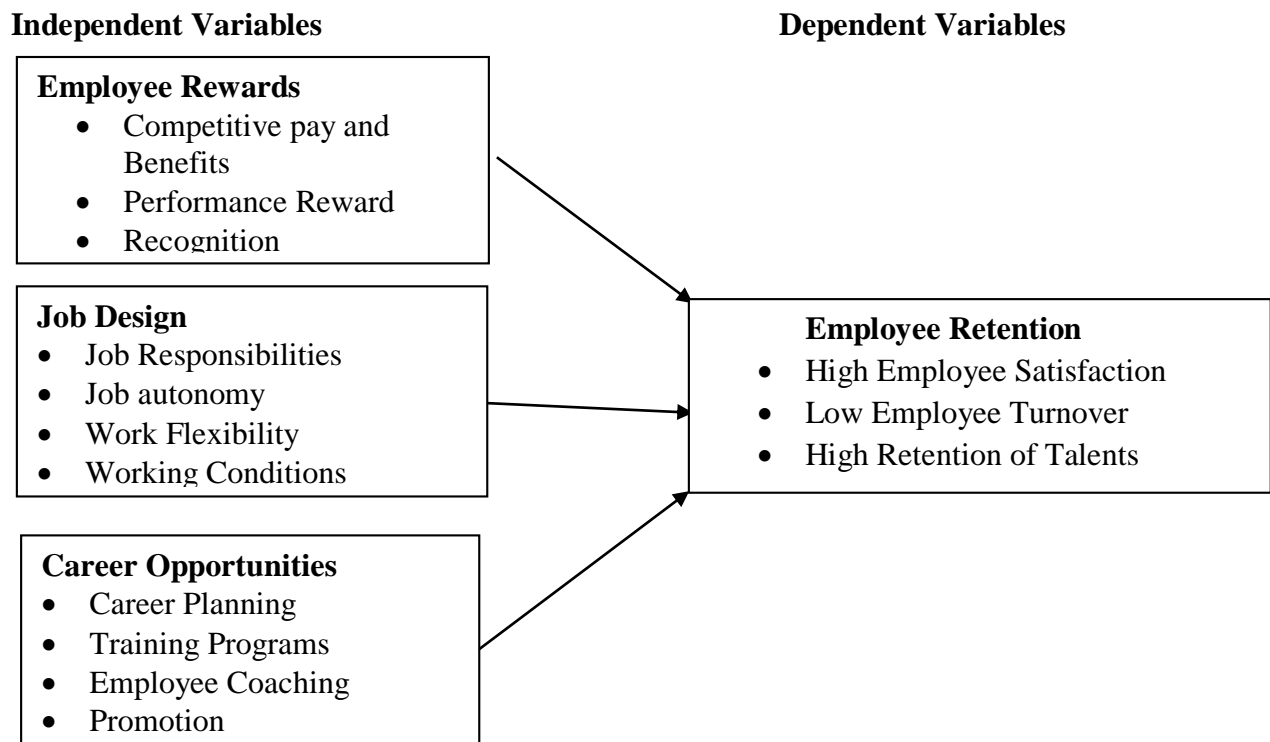 Independent Variables
Dependent Variables
Employee Rewards
• Competitive pay and
Benefits
• Performance Reward
• Recognition
Job Design
• Job Responsibilities
• Job autonomy
• Work Flexibility
• Working Conditions
Career Opportunities
• Career Planning
• Training Programs
• Employee Coaching
• Promotion
Employee Retention
• High Employee Satisfaction
• Low Employee Turnover
• High Retention of Talents